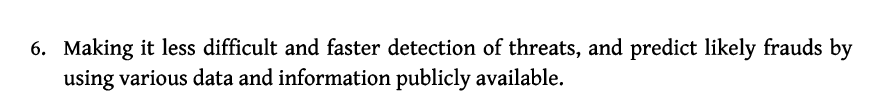 6. Making it less difficult and faster detection of threats, and predict likely frauds by
using various data and information publicly available.